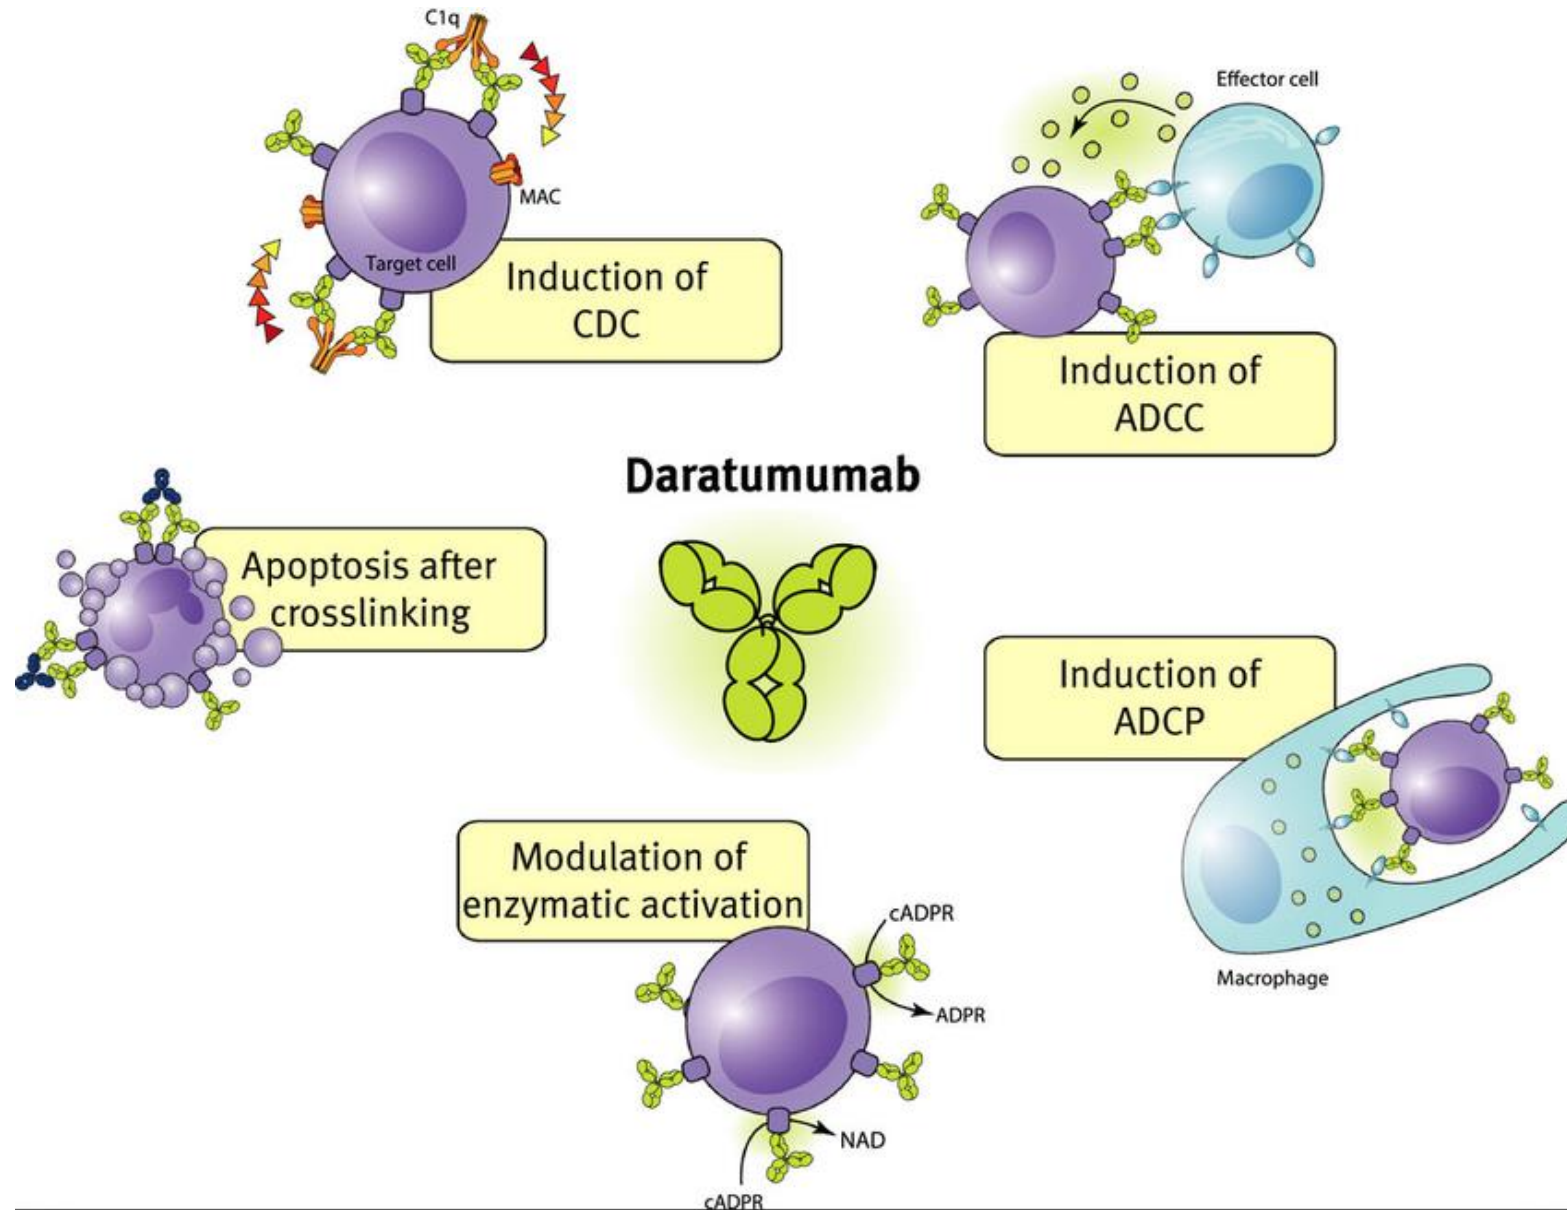 C1q
MAC
Target cell
Induction of
CDC
Effector cell
Induction of
ADCC
Daratumumab
Apoptosis after
crosslinking
Induction of
ADCP
Macrophage
Modulation of
enzymatic activation
cADPR
ADPR
NAD
cADPR